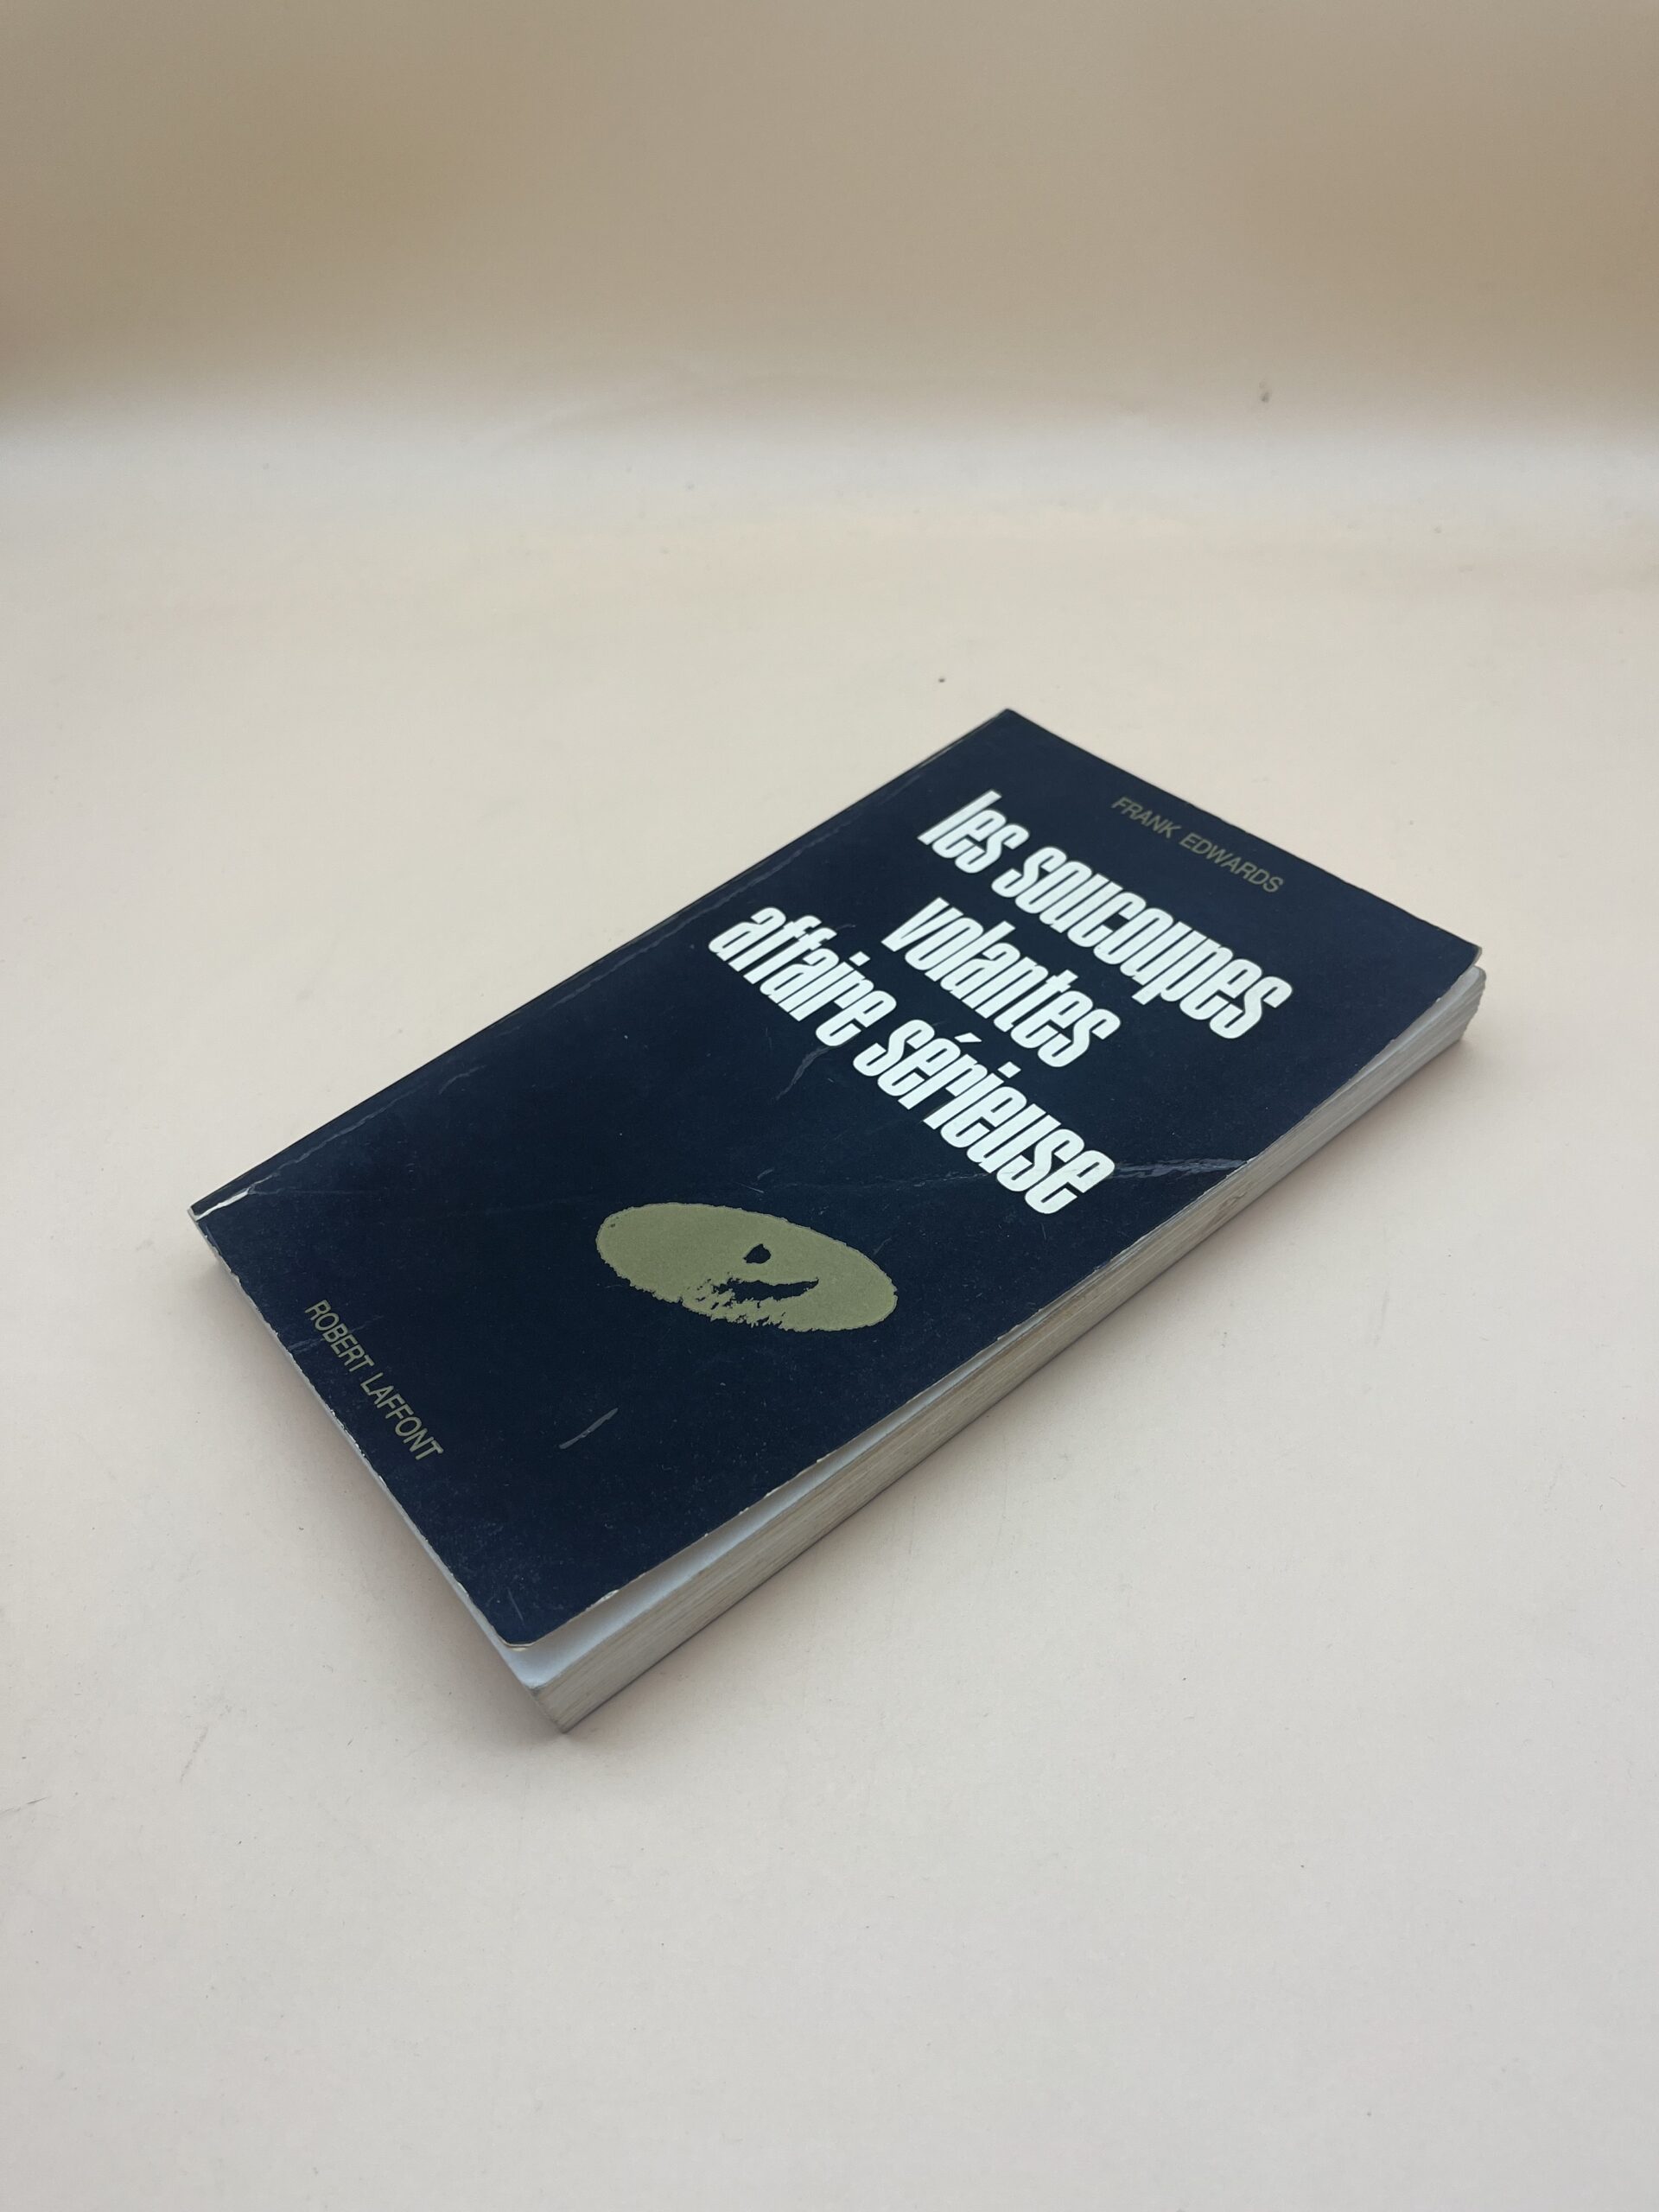 FRANK EDWARDS
les soucoupes
volantes
affaire sérieuse
ROBERT LAFFONT